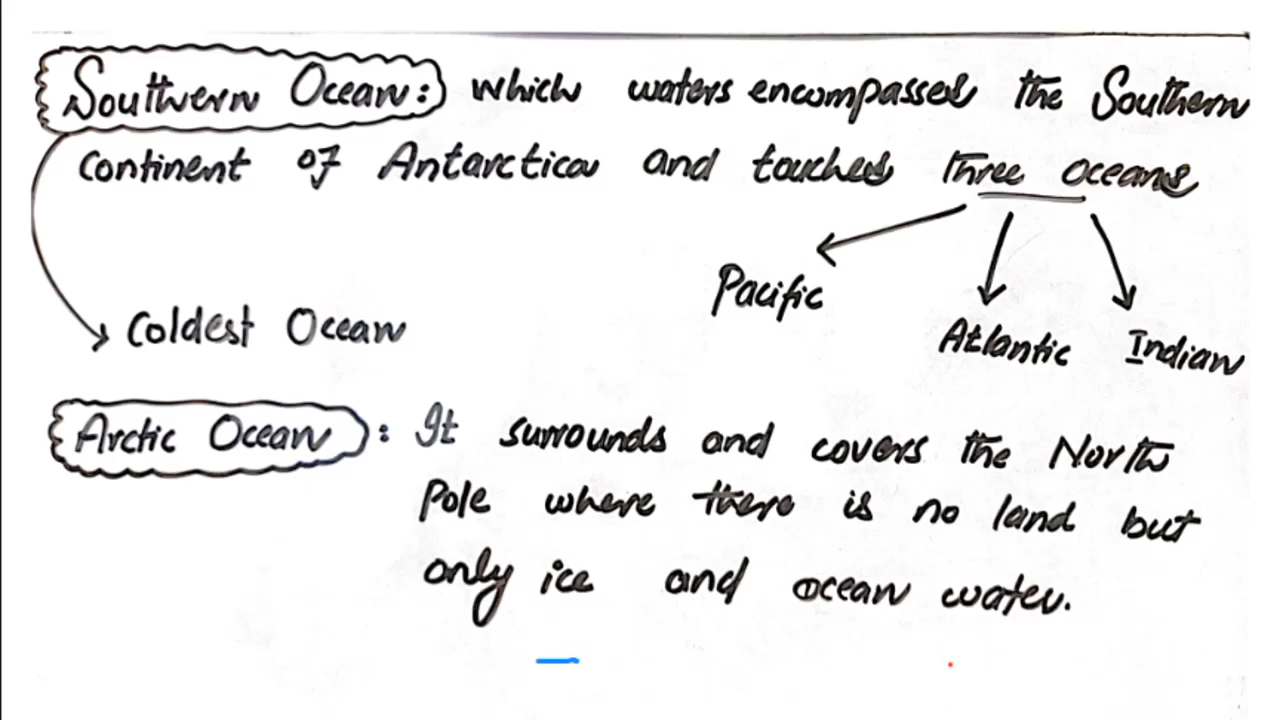 Southern Ocean: which waters encompasses the Southern
continent of Antarctica and touches three oceans
Pacific
Atlantic Indian
Coldest Ocean
Arctic Ocean : It surrounds and covers the North
Pole where there is no land but
only ice and ocean water.